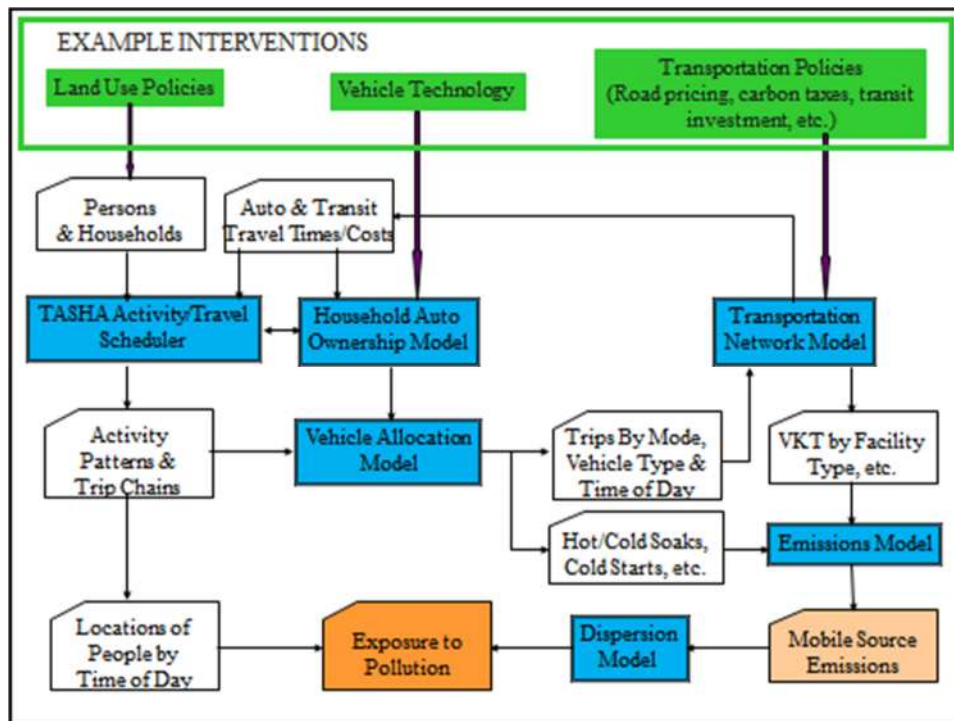 EXAMPLE INTERVENTIONS
Land Use Policies
Vehicle Technology
Transportation Policies
(Road pricing, carbon taxes, transit
investment, etc.)
Persons
& Households
Auto & Transit
Travel Times/Costs
TASHA Activity/Travel
Scheduler
Household Auto
Ownership Model
Transportation
Network Model
Activity
Patterns &
Trip Chains
Vehicle Allocation
Model
Trips By Mode,
Vehicle Type &
Time of Day
VKT by Facility
Type, etc.
Hot/Cold Soaks,
Cold Starts, etc.
Emissions Model
Locations of
People by
Time of Day
Exposure to
Pollution
Dispersion
Model
Mobile Source
Emissions